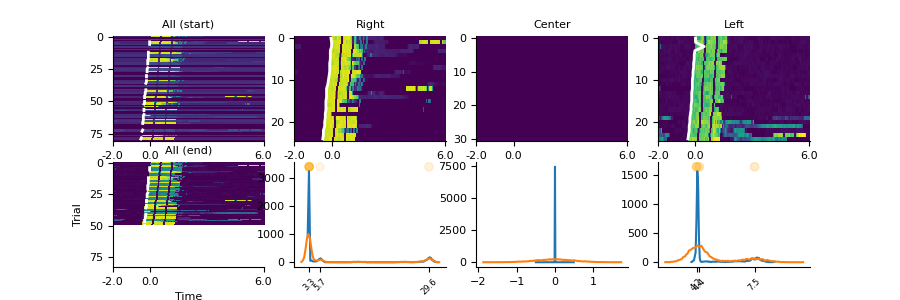 All (start) Right Center Left
0 0 0 0
25 10 10 10
50 20 20 20
75 30
-2.0 0.0 6.0 -2.0 0.0 6.0 -2.0 0.0 6.0 -2.0 0.0 6.0
All (end)
0 7500
25 5000 1500
50 2000 1000
75 1000 2500 500
0 0 0
Trial
-2.0 0.0 6.0 5.7 29.6 −2 −1 0 1 7.5
Time